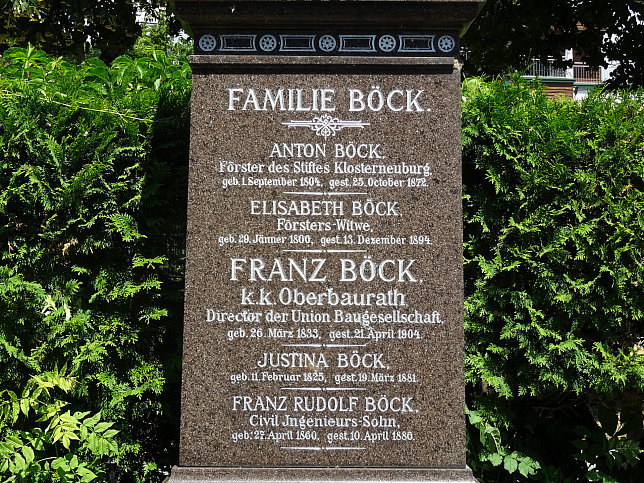 FAMILIE BÖCK.
ANTON BÖCK,
Förster des Stiftes Klosterneuburg,
geb. 1. September 1804, gest. 25. October 1872.
ELISABETH BÖCK,
Försters-Witwe,
geb. 29. Jänner 1800, gest. 13. Dezember 1894.
FRANZ BÖCK,
k.k. Oberbaurath
Director der Union Baugesellschaft,
geb. 26. März 1833, gest. 21. April 1904.
JUSTINA BÖCK,
geb. 11. Februar 1825, gest. 19. März 1881.
FRANZ RUDOLF BÖCK.
Civil Jngenieurs-Sohn,
geb. 27. April 1860, gest. 10. April 1886.